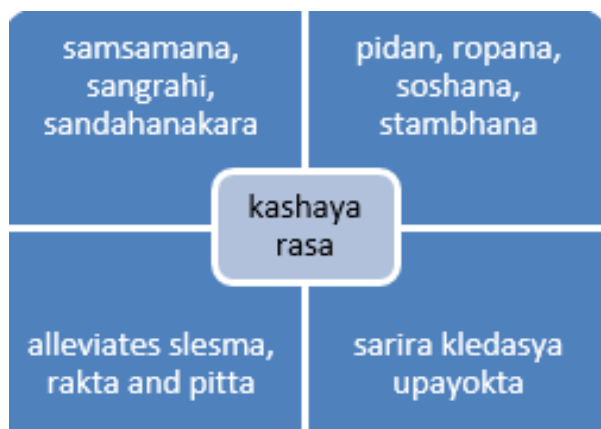 samsamana,
sangrahi,
sandahanakara
pidan, ropana,
soshana,
stambhana
kashaya
rasa
alleviates slesma,
rakta and pitta
sarira kledasya
upayokta